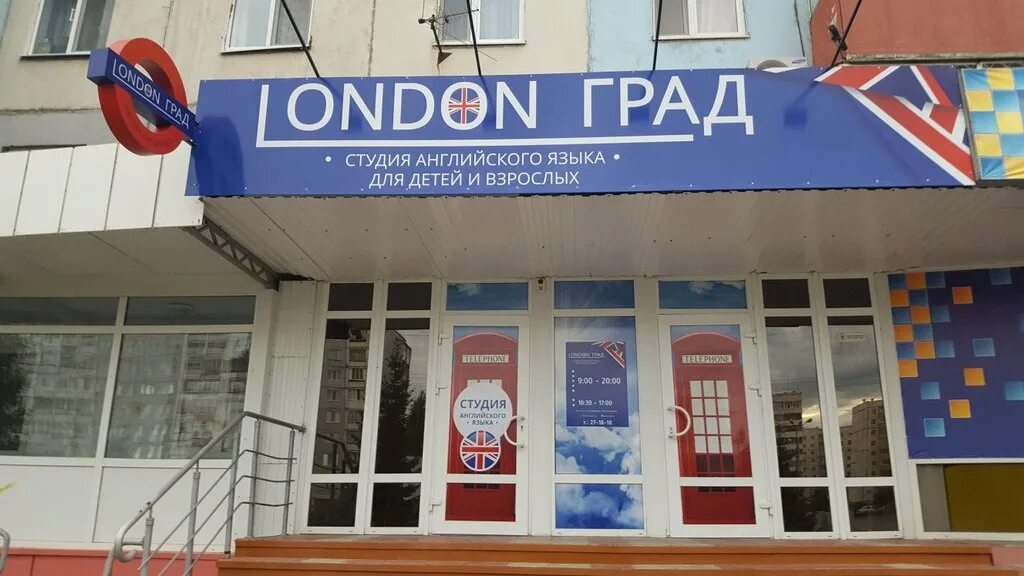 LONDON ГРАД
LONDON ГРАД
• СТУДИЯ АНГЛИЙСКОГО ЯЗЫКА •
ДЛЯ ДЕТЕЙ И ВЗРОСЛЫХ
TELEPHONE
СТУДИЯ
АНГЛИЙСКОГО
ЯЗЫКА
LONDON ГРАД
9:00 - 20:00
10:30 - 17:00
TELEPHONE